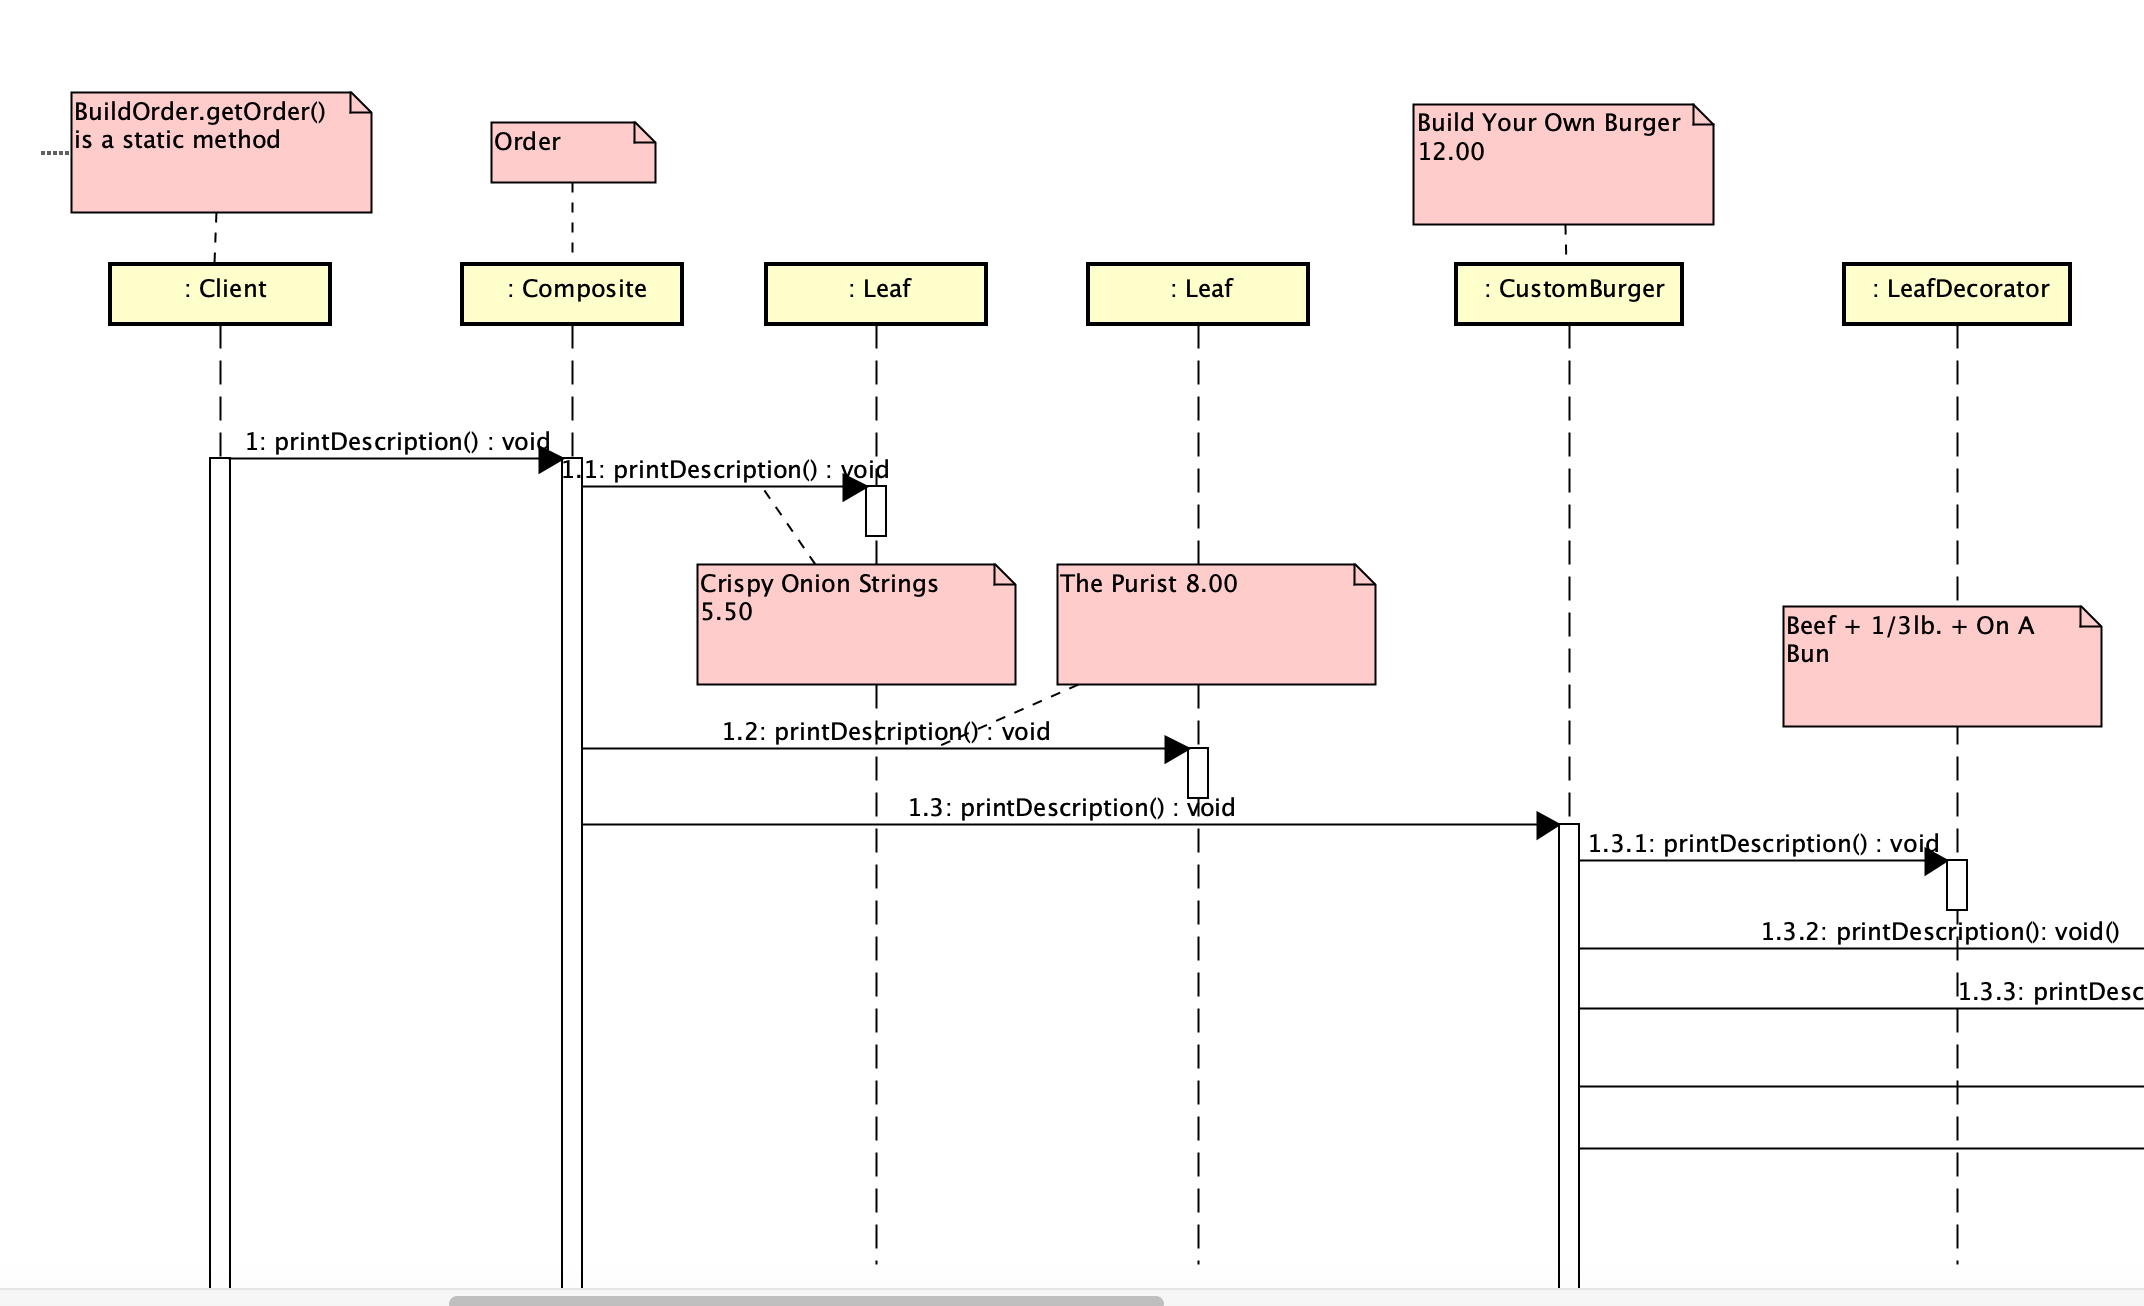 BuildOrder.getOrder()
is a static method
Order
Build Your Own Burger
12.00
: Client
: Composite
: Leaf
: Leaf
: CustomBurger
: LeafDecorator
1: printDescription() : void
1.1: printDescription() : void
Crispy Onion Strings
5.50
The Purist 8.00
Beef + 1/3lb. + On A
Bun
1.2: printDescription() : void
1.3: printDescription() : void
1.3.1: printDescription() : void
1.3.2: printDescription(): void()
1.3.3: printDesc